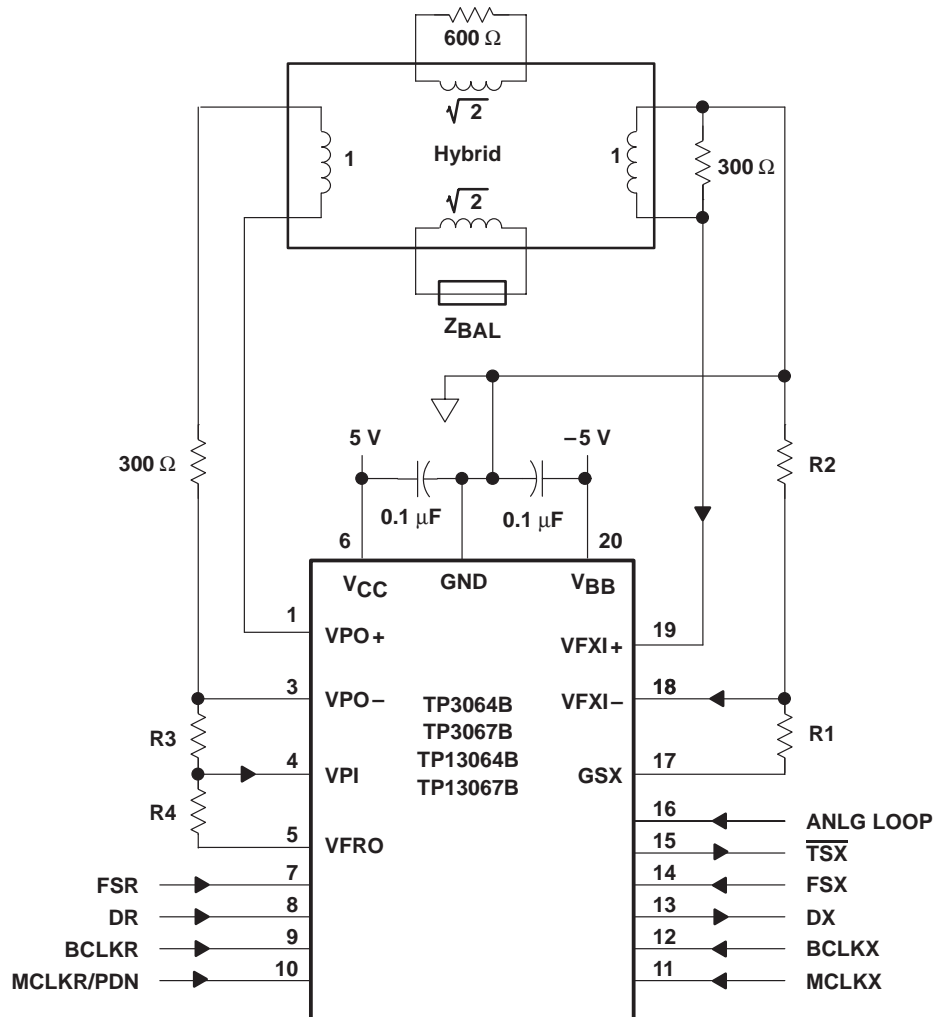 600 Ω
√2
Hybrid
1
1
300 Ω
√2
ZBAL
5 V
−5 V
300 Ω
R2
0.1 μF
0.1 μF
6
20
VCC
GND
VBB
1
VPO+
VFXI+
19
3
VPO−
VFXI−
18
TP3064B
TP3067B
TP13064B
TP13067B
R3
R1
4
VPI
GSX
17
R4
5
VFRO
16
ANLG LOOP
15
T̅S̅X̅
FSR
7
14
FSX
DR
8
13
DX
BCLKR
9
12
BCLKX
MCLKR/PDN
10
11
MCLKX